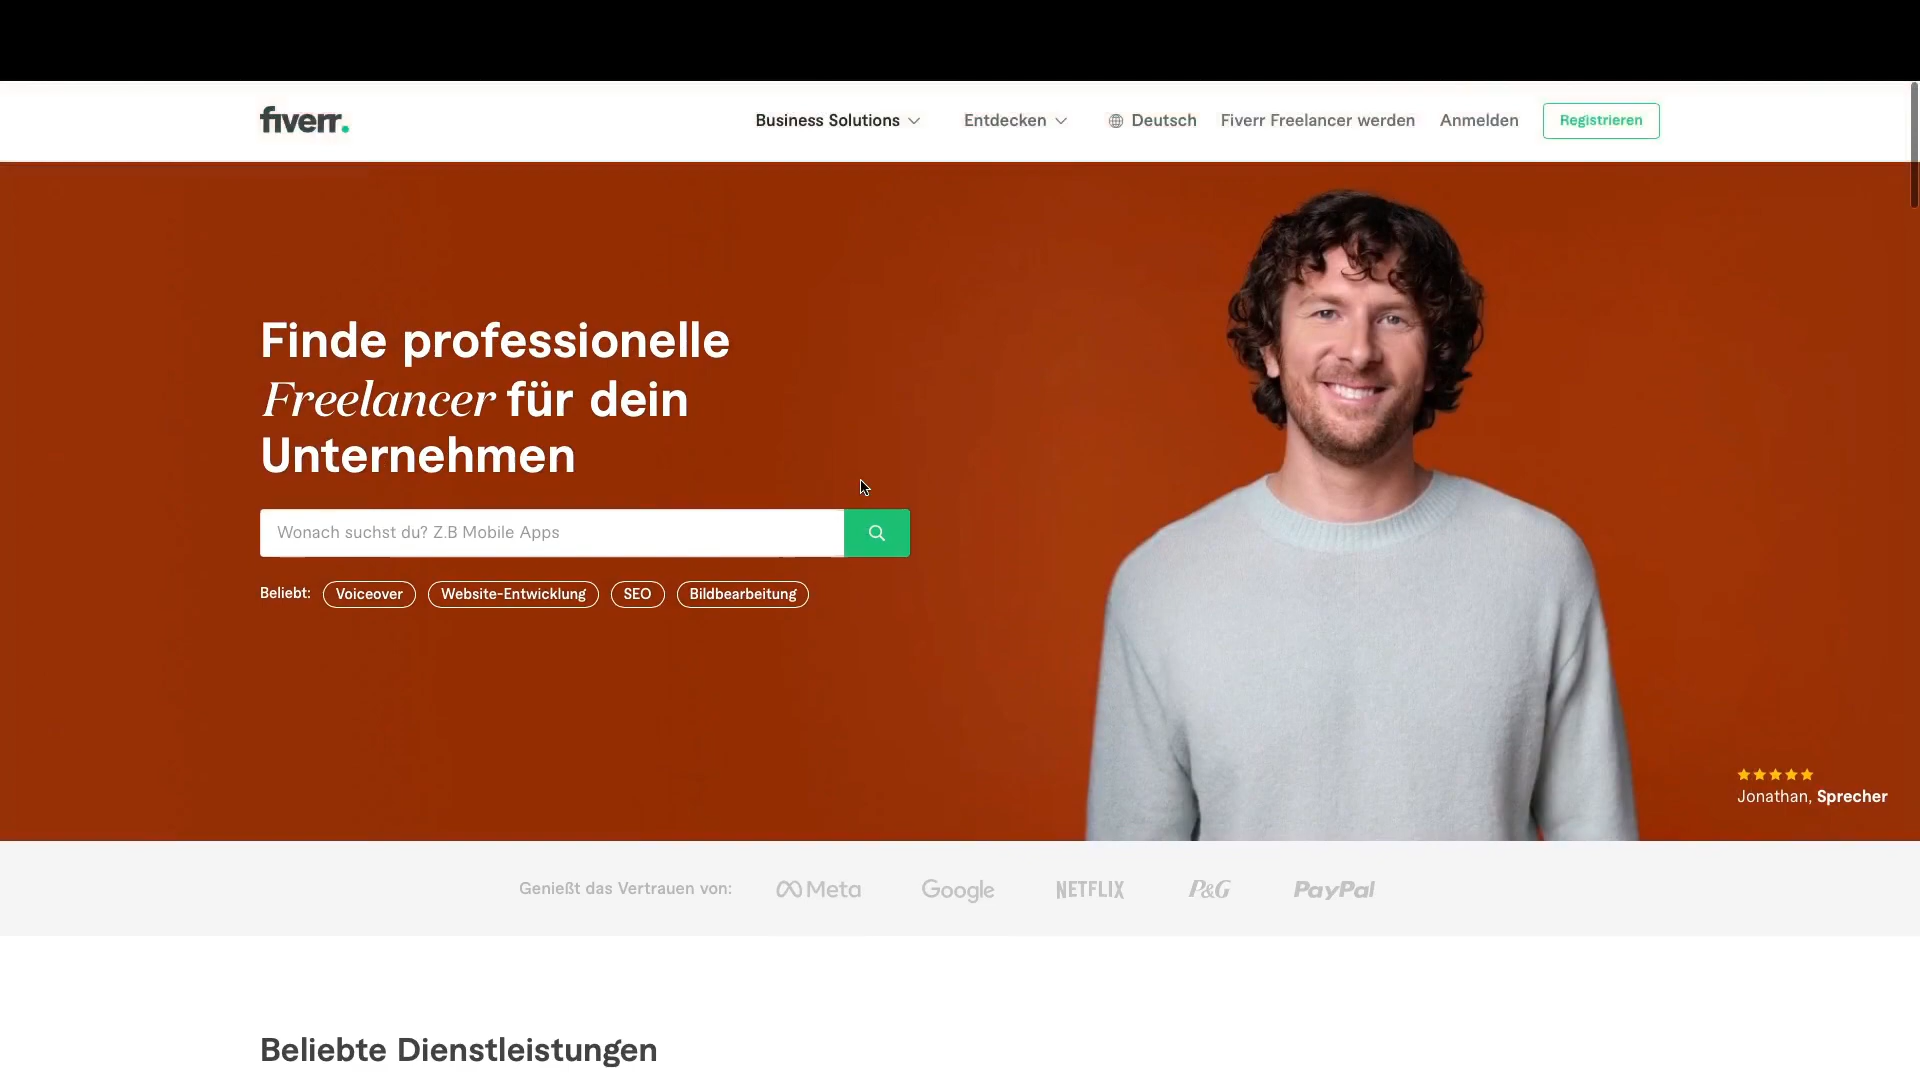 fiverr.
Business Solutions
Entdecken
Deutsch
Fiverr Freelancer werden
Anmelden
Registrieren
Finde professionelle
Freelancer für dein
Unternehmen
Wonach suchst du? Z.B Mobile Apps
Beliebt:
Voiceover
Website-Entwicklung
SEO
Bildbearbeitung
Jonathan, Sprecher
Genießt das Vertrauen von:
Meta
Google
NETFLIX
P&G
PayPal
Beliebte Dienstleistungen